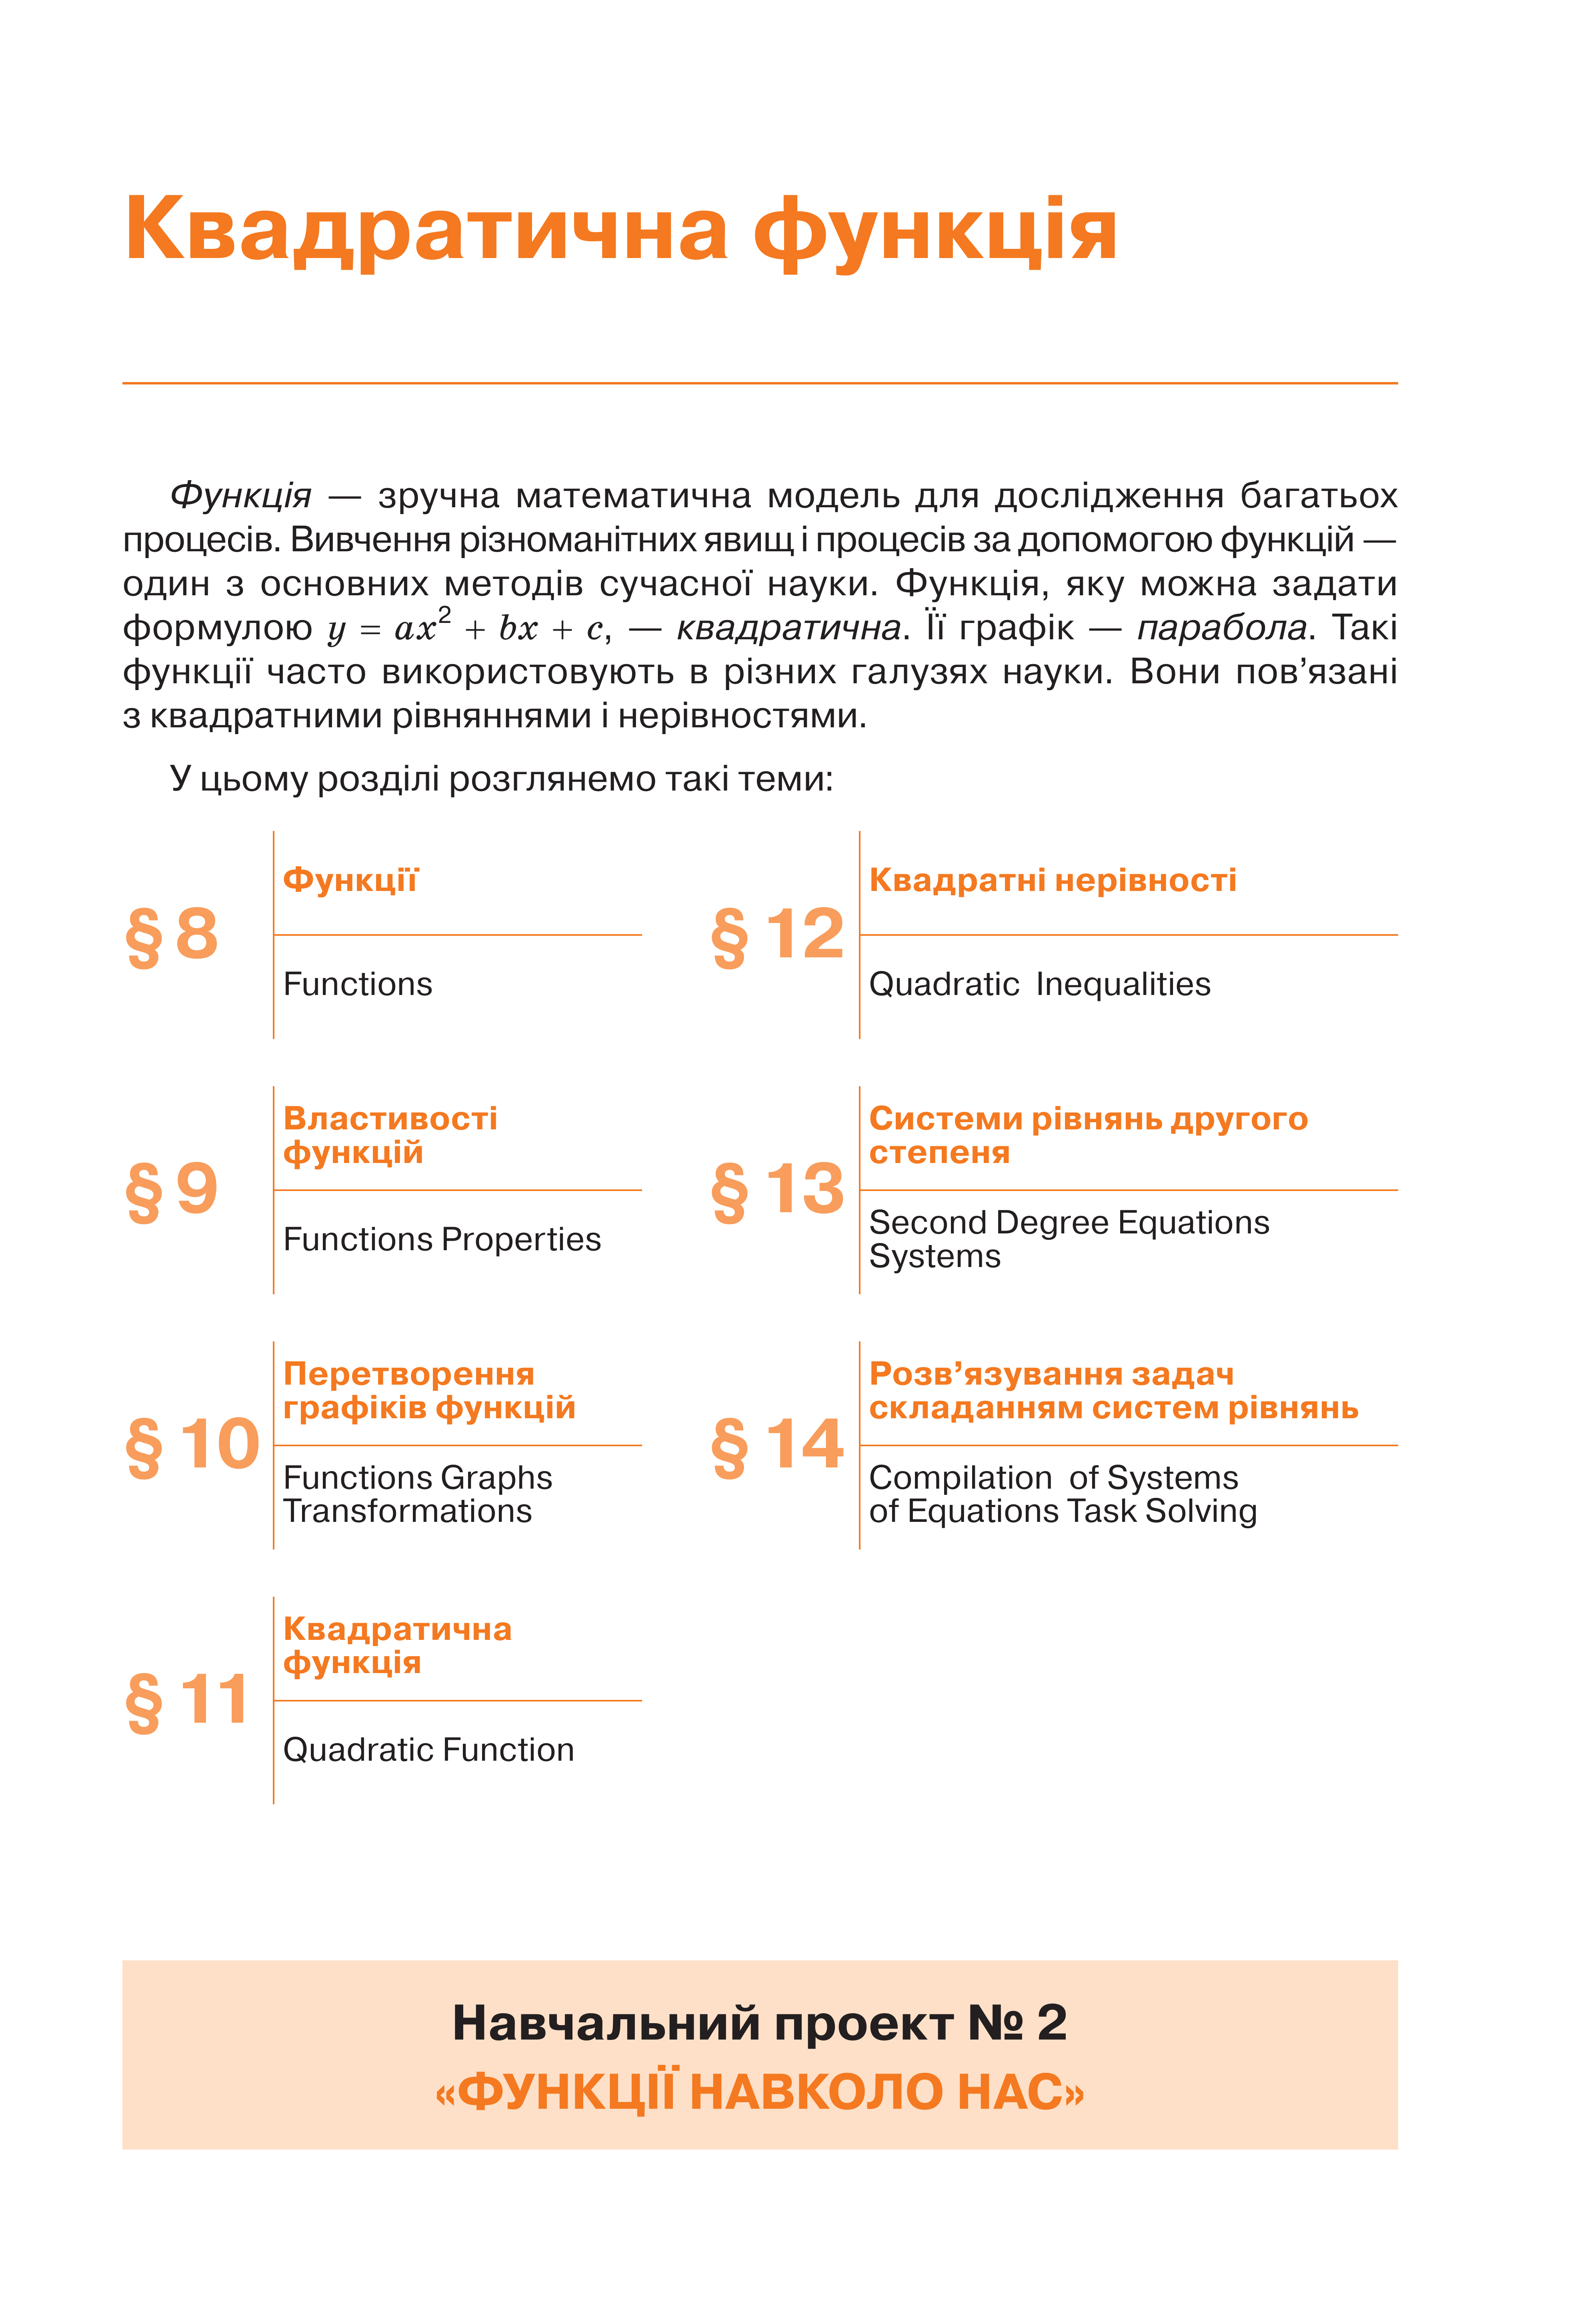 Квадратична функція
Функція — зручна математична модель для дослідження багатьох
процесів. Вивчення різноманітних явищ і процесів за допомогою функцій —
один з основних методів сучасної науки. Функція, яку можна задати
формулою y = ax² + bx + c, — квадратична. Її графік — парабола. Такі
функції часто використовують в різних галузях науки. Вони пов’язані
з квадратними рівняннями і нерівностями.
У цьому розділі розглянемо такі теми:
§ 8
Функції
Functions
§ 9
Властивості
функцій
Functions Properties
§ 10
Перетворення
графіків функцій
Functions Graphs
Transformations
§ 11
Квадратична
функція
Quadratic Function
§ 12
Квадратні нерівності
Quadratic Inequalities
§ 13
Системи рівнянь другого
степеня
Second Degree Equations
Systems
§ 14
Розв’язування задач
складанням систем рівнянь
Compilation of Systems
of Equations Task Solving
Навчальний проект № 2
«ФУНКЦІЇ НАВКОЛО НАС»